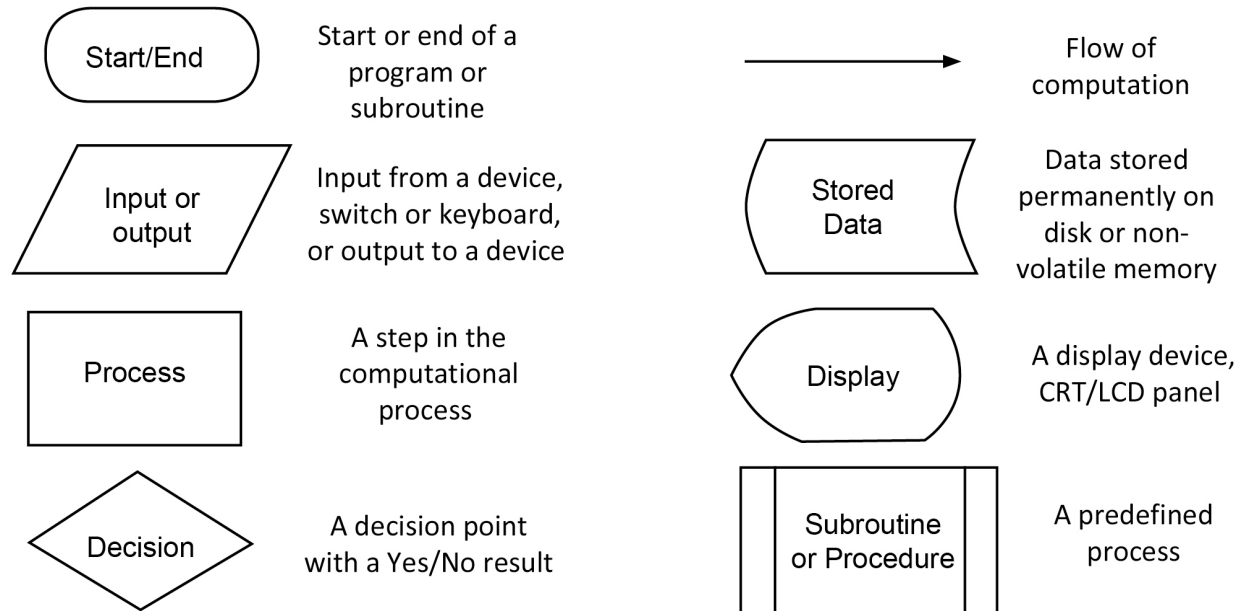 Start/End
Start or end of a
program or
subroutine
Input or
output
Input from a device,
switch or keyboard,
or output to a device
Process
A step in the
computational
process
Decision
A decision point
with a Yes/No result
Flow of
computation
Stored
Data
Data stored
permanently on
disk or non-
volatile memory
Display
A display device,
CRT/LCD panel
Subroutine
or Procedure
A predefined
process